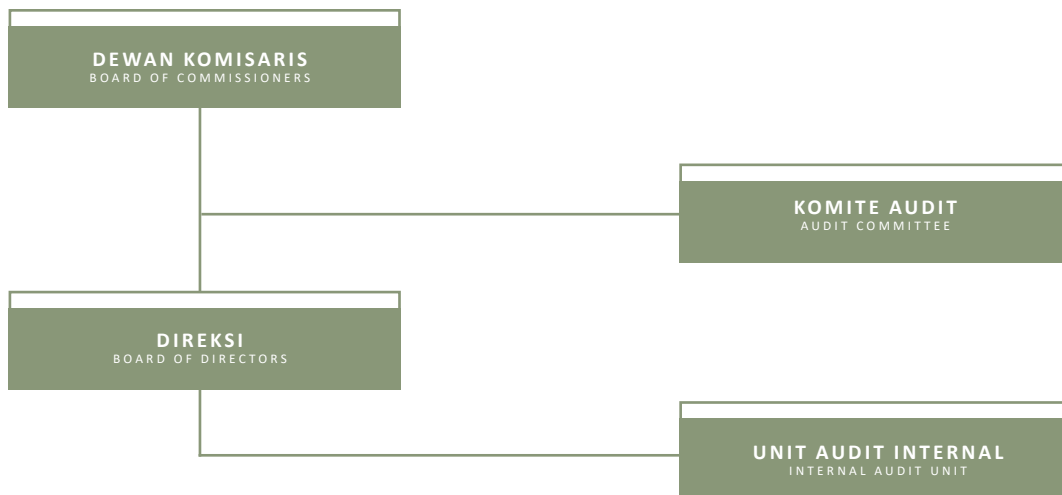 DEWAN KOMISARIS
BOARD OF COMMISSIONERS
KOMITE AUDIT
AUDIT COMMITTEE
DIREKSI
BOARD OF DIRECTORS
UNIT AUDIT INTERNAL
INTERNAL AUDIT UNIT